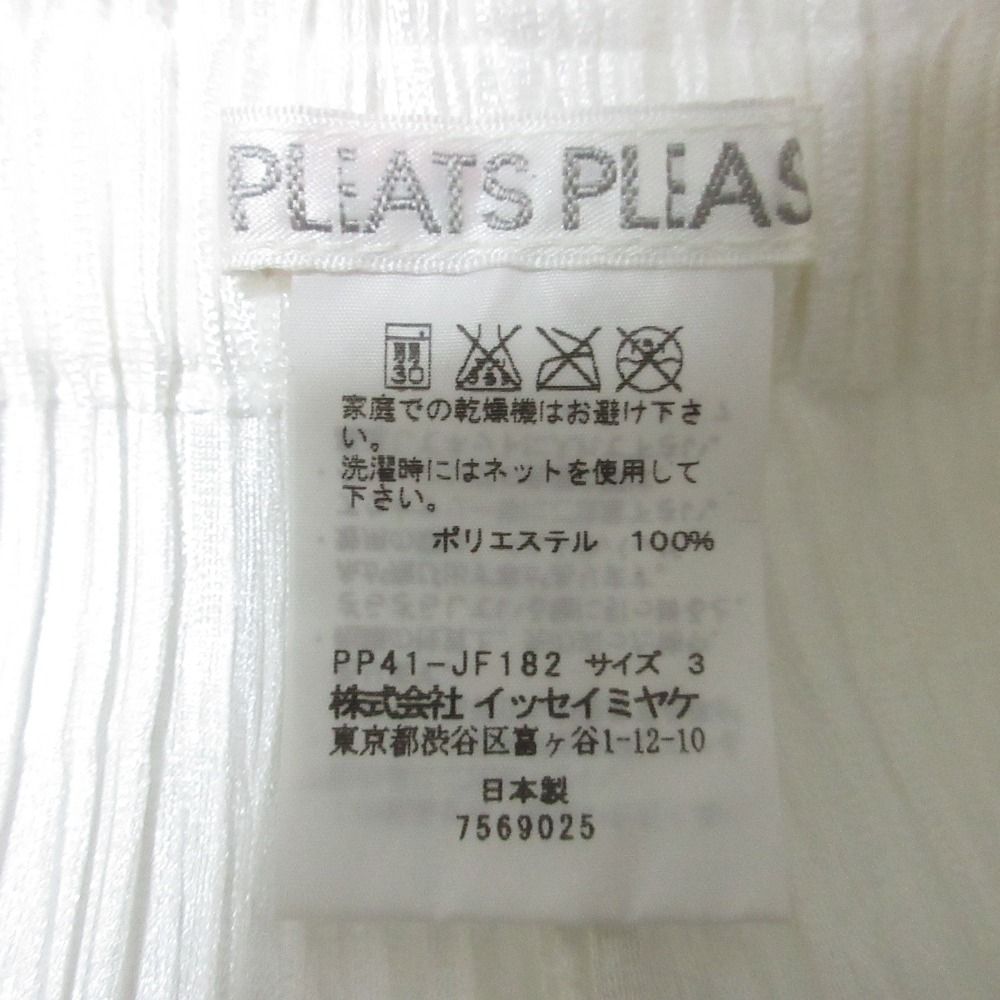 PLEATS PLEAS
弱
30
家庭での乾燥機はお避け下さ
い。
洗濯時にはネットを使用して
下さい。
ポリエステル 100%
PP41-JF182 サイズ 3
株式会社 イッセイミヤケ
東京都渋谷区富ヶ谷1-12-10
日本製
7569025